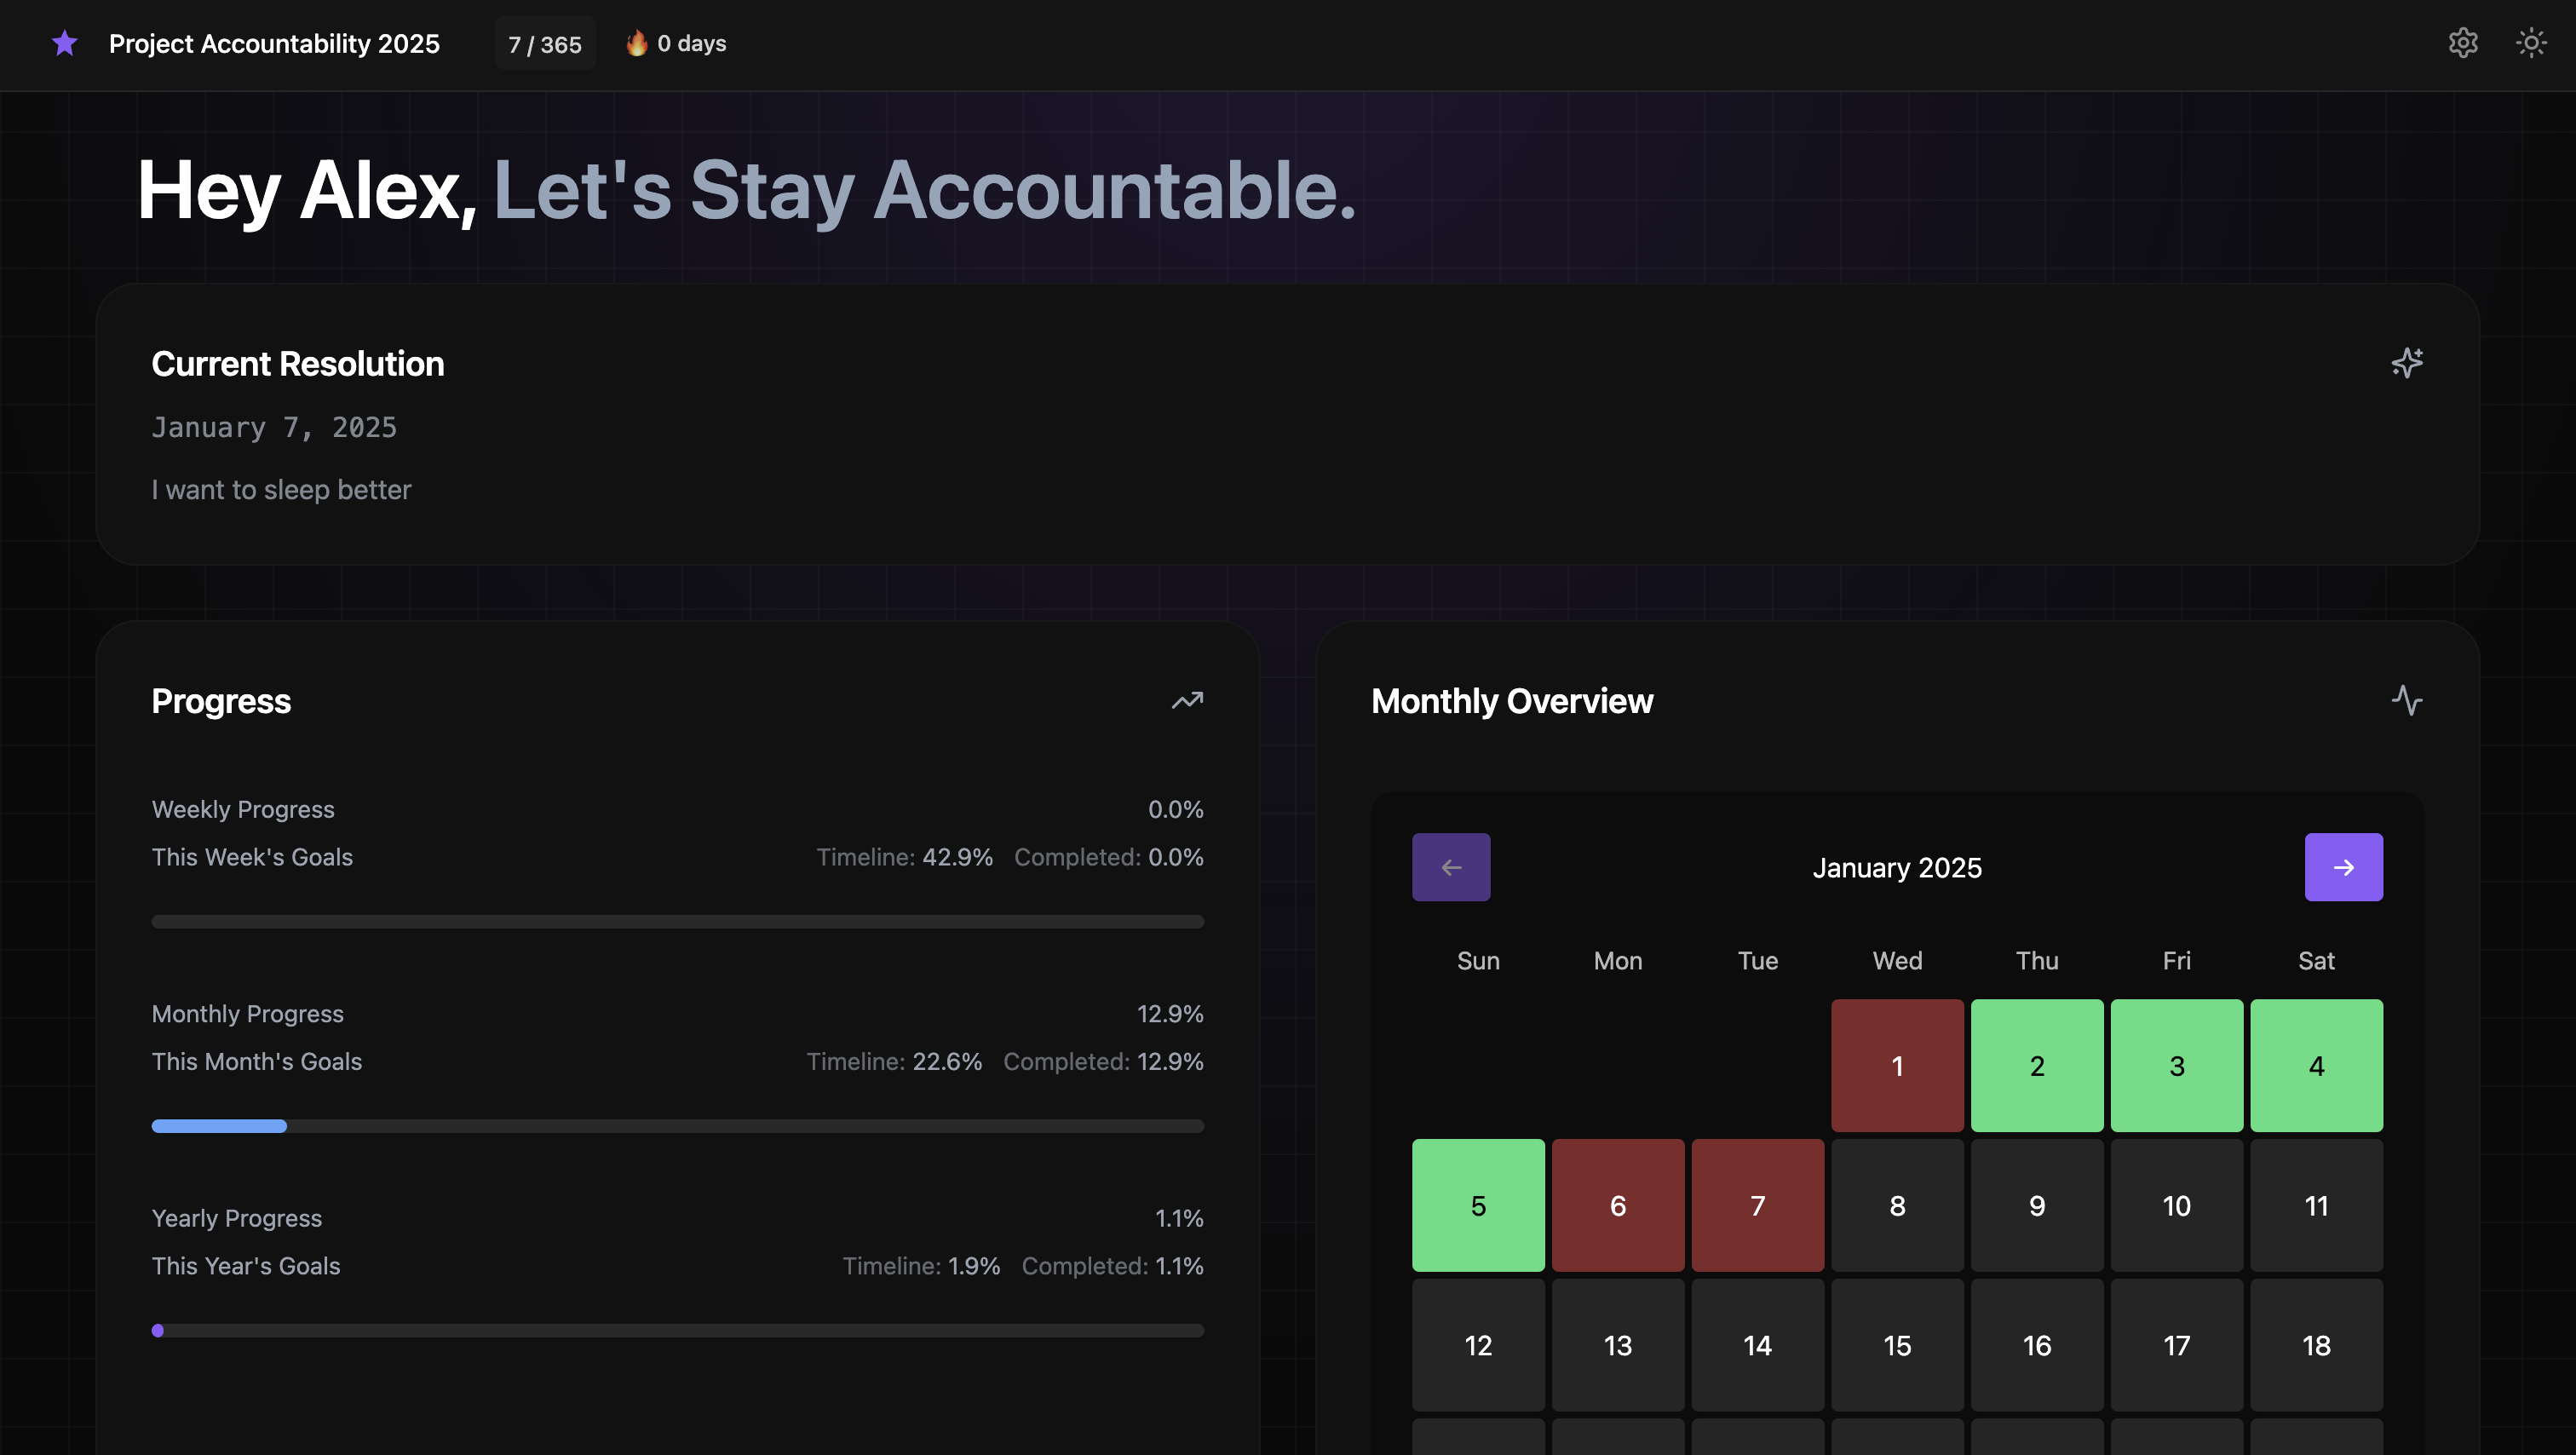 Project Accountability 2025
7 / 365
🔥 0 days
Hey Alex, Let's Stay Accountable.
Current Resolution
January 7, 2025
I want to sleep better
Progress
Weekly Progress 0.0%
This Week's Goals Timeline: 42.9% Completed: 0.0%
Monthly Progress 12.9%
This Month's Goals Timeline: 22.6% Completed: 12.9%
Yearly Progress 1.1%
This Year's Goals Timeline: 1.9% Completed: 1.1%
Monthly Overview
← January 2025 →
Sun Mon Tue Wed Thu Fri Sat
1 2 3 4
5 6 7 8 9 10 11
12 13 14 15 16 17 18